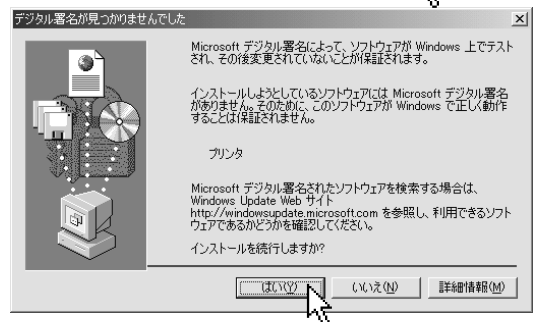 デジタル署名が見つかりませんでした
Microsoft デジタル署名によって、ソフトウェアが Windows 上でテスト
され、その後変更されていないことが保証されます。
インストールしようとしているソフトウェアには Microsoft デジタル署名
がありません。そのために、このソフトウェアが Windows で正しく動作
することは保証されません。
プリンタ
Microsoft デジタル署名されたソフトウェアを検索する場合は、
Windows Update Web サイト
http://windowsupdate.microsoft.com を参照し、利用できるソフト
ウェアであるかどうかを確認してください。
インストールを続行しますか?
はい(Y) いいえ(N) 詳細情報(M)